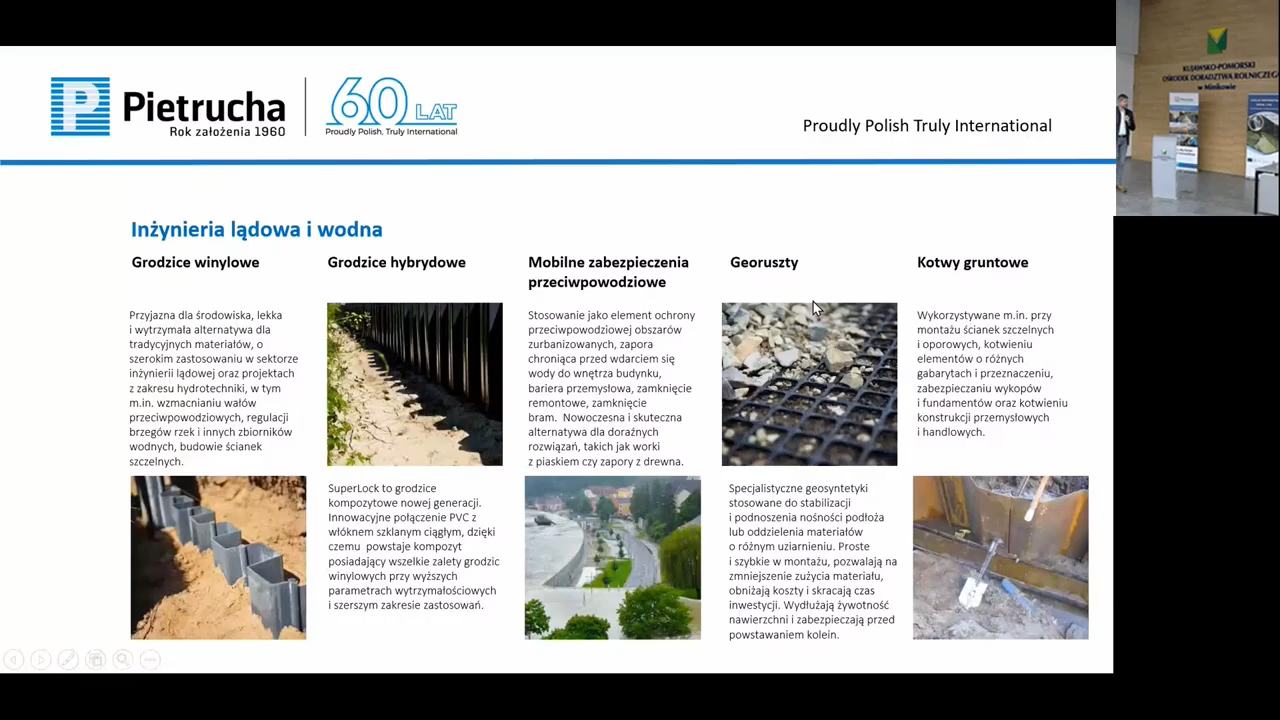 Pietrucha
Rok założenia 1960
60 LAT
Proudly Polish, Truly International
Proudly Polish Truly International
Inżynieria lądowa i wodna
Grodzice winylowe
Przyjazna dla środowiska, lekka
i wytrzymała alternatywa dla
tradycyjnych materiałów, o
szerokim zastosowaniu w sektorze
inżynierii lądowej oraz projektach
z zakresu hydrotechniki, w tym
m.in. wzmacnianiu wałów
przeciwpowodziowych, regulacji
brzegów rzek i innych zbiorników
wodnych, budowie ścianek
szczelnych.
Grodzice hybrydowe
SuperLock to grodzice
kompozytowe nowej generacji.
Innowacyjne połączenie PVC z
włóknem szklanym ciągłym, dzięki
czemu powstaje kompozyt
posiadający wszelkie zalety grodzic
winylowych przy wyższych
parametrach wytrzymałościowych
i szerszym zakresie zastosowań.
Mobilne zabezpieczenia
przeciwpowodziowe
Stosowanie jako element ochrony
przeciwpowodziowej obszarów
zurbanizowanych, zapora
chroniąca przed wdarciem się
wody do wnętrza budynku,
bariera przemysłowa, zamknięcie
remontowe, zamknięcie
bram. Nowoczesna i skuteczna
alternatywa dla doraźnych
rozwiązań, takich jak worki
z piaskiem czy zapory z drewna.
Georuszty
Specjalistyczne geosyntetyki
stosowane do stabilizacji
i podnoszenia nośności podłoża
lub oddzielenia materiałów
o różnym uziarnieniu. Proste
i szybkie w montażu, pozwalają na
zmniejszenie zużycia materiału,
obniżają koszty i skracają czas
inwestycji. Wydłużają żywotność
nawierzchni i zabezpieczają przed
powstawaniem kolein.
Kotwy gruntowe
Wykorzystywane m.in. przy
montażu ścianek szczelnych
i oporowych, kotwieniu
elementów o różnych
gabarytach i przeznaczeniu,
zabezpieczaniu wykopów
i fundamentów oraz kotwieniu
konstrukcji przemysłowych
i handlowych.
KUJAWSKO-POMORSKI
OŚRODEK DORADZTWA ROLNICZEGO
w Minikowie